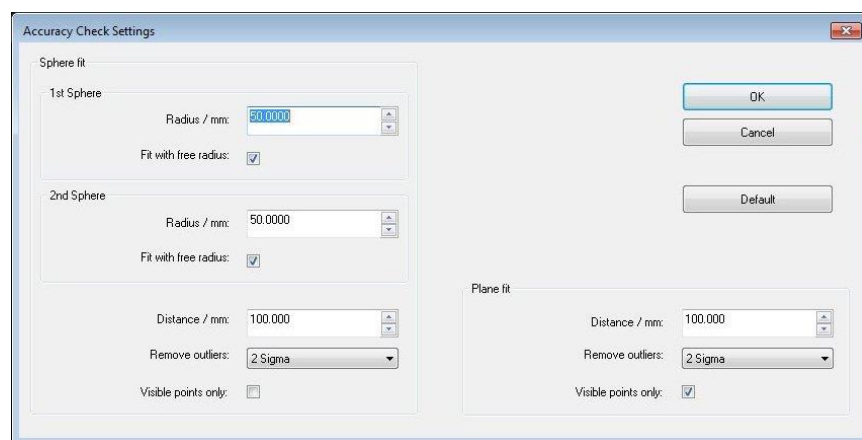 Accuracy Check Settings
Sphere fit
1st Sphere
Radius / mm: 50.0000
Fit with free radius:
2nd Sphere
Radius / mm: 50.0000
Fit with free radius:
Distance / mm: 100.000
Remove outliers: 2 Sigma
Visible points only:
OK
Cancel
Default
Plane fit
Distance / mm: 100.000
Remove outliers: 2 Sigma
Visible points only: